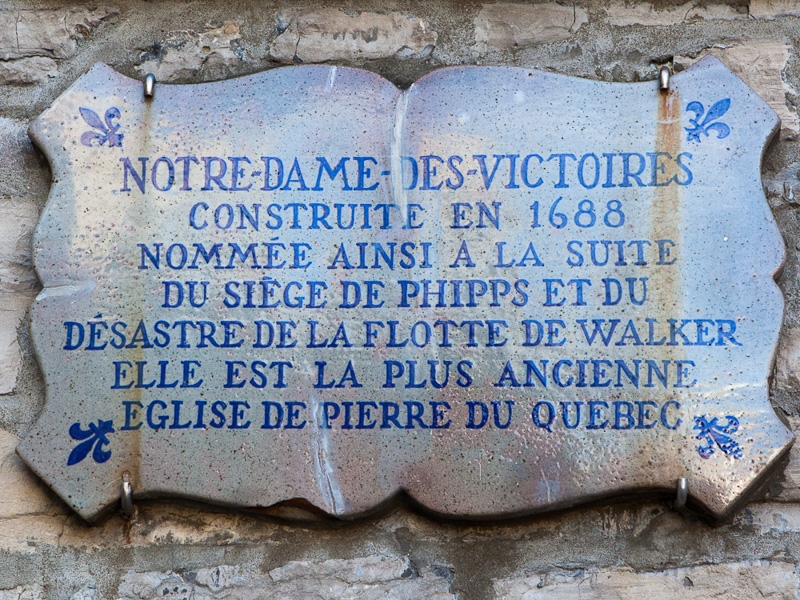 NOTRE-DAME-DES-VICTOIRES
CONSTRUITE EN 1688
NOMMÉE AINSI A LA SUITE
DU SIÈGE DE PHIPPS ET DU
DÉSASTRE DE LA FLOTTE DE WALKER
ELLE EST LA PLUS ANCIENNE
EGLISE DE PIERRE DU QUEBEC